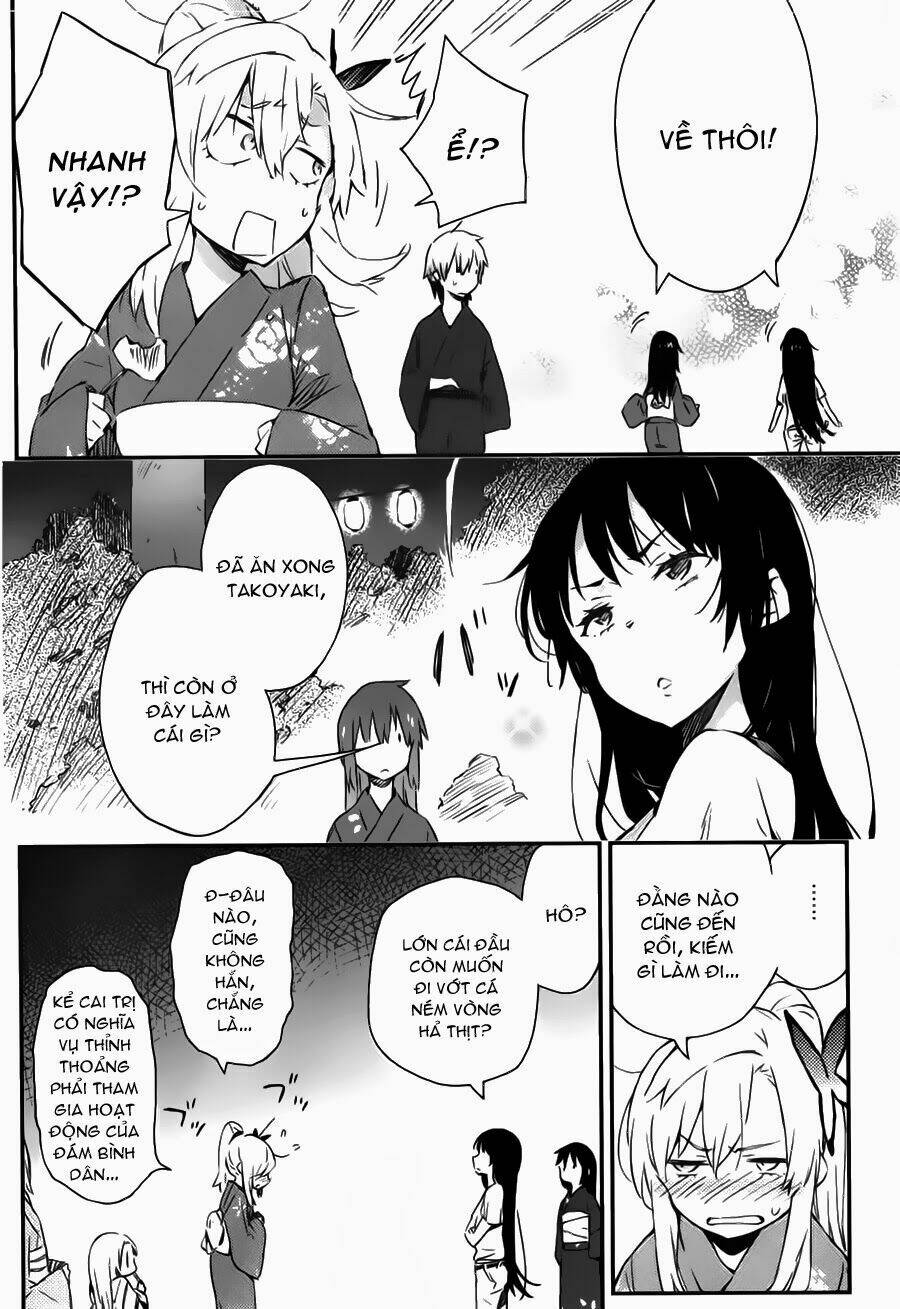 VỀ THÔI!
Ể!?
NHANH
VẬY!?
ĐÃ ĂN XONG
TAKOYAKI,
THÌ CÒN Ở
ĐÂY LÀM
CÁI GÌ?
......
ĐẰNG NÀO
CŨNG ĐẾN
RỒI, KIẾM
GÌ LÀM ĐI...
HÔ?
LỚN CÁI ĐẦU
CÒN MUỐN
ĐI VỚT CÁ
NÉM VÒNG
HẢ THỊT?
Đ-ĐÂU
NÀO,
CŨNG
KHÔNG
HẲN,
CHẲNG
LÀ...
KẺ CAI TRỊ
CÓ NGHĨA
VỤ THỈNH
THOẢNG
PHẢI THAM
GIA HOẠT
ĐỘNG CỦA
ĐÁM BÌNH
DÂN...